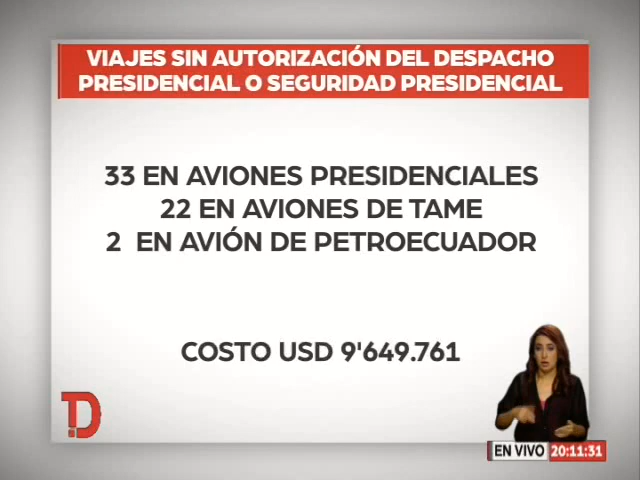 VIAJES SIN AUTORIZACIÓN DEL DESPACHO
PRESIDENCIAL O SEGURIDAD PRESIDENCIAL
33 EN AVIONES PRESIDENCIALES
22 EN AVIONES DE TAME
2 EN AVIÓN DE PETROECUADOR
COSTO USD 9'649.761
D
EN VIVO 20:11:31